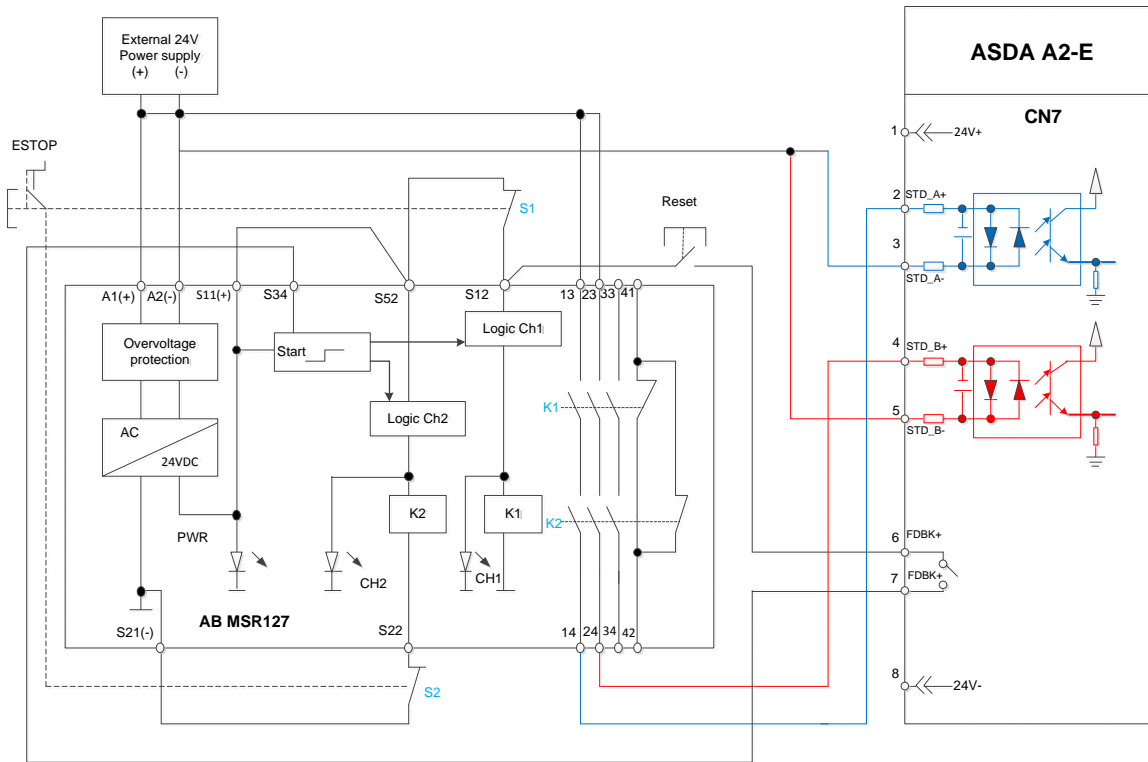 External 24V
Power supply
(+) (-)
ASDA A2-E
CN7
1
24V+
ESTOP
S1
Reset
2
STD_A+
3
STD_A-
A1(+) A2(-) S11(+) S34 S52 S12 13 23 33 41
Overvoltage
protection
Start
Logic Ch1
Logic Ch2
4
STD_B+
5
STD_B-
K1
AC
24VDC
K2
K1
K2
PWR
CH2
CH1
6
FDBK+
7
FDBK+
AB MSR127
S21(-) S22 14 24 34 42
S2
8
24V-